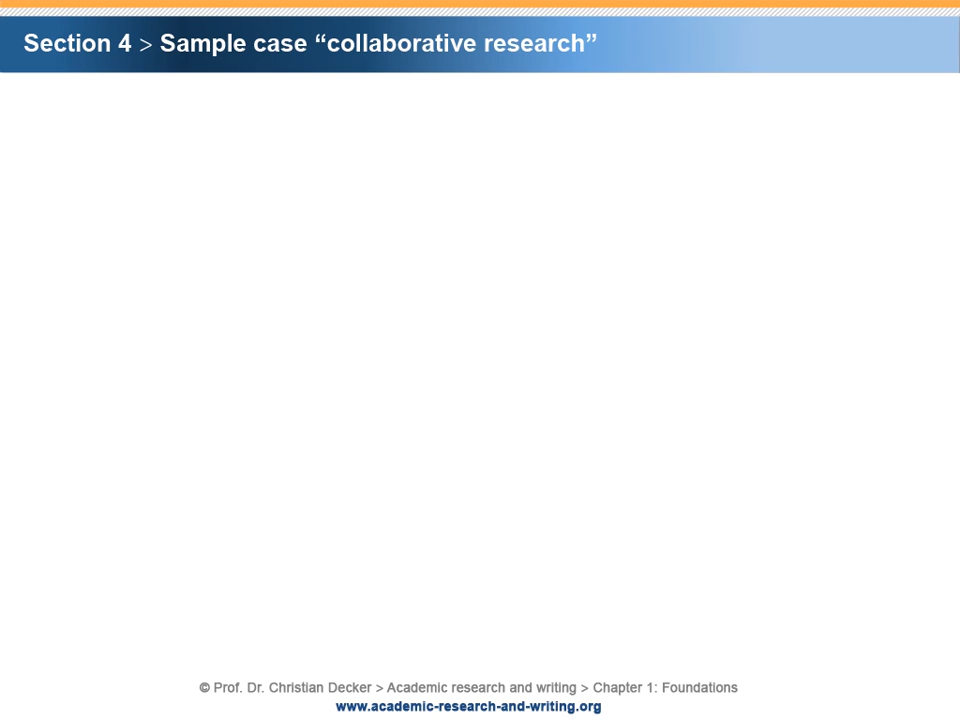 Section 4 > Sample case “collaborative research”
© Prof. Dr. Christian Decker > Academic research and writing > Chapter 1: Foundations
www.academic-research-and-writing.org